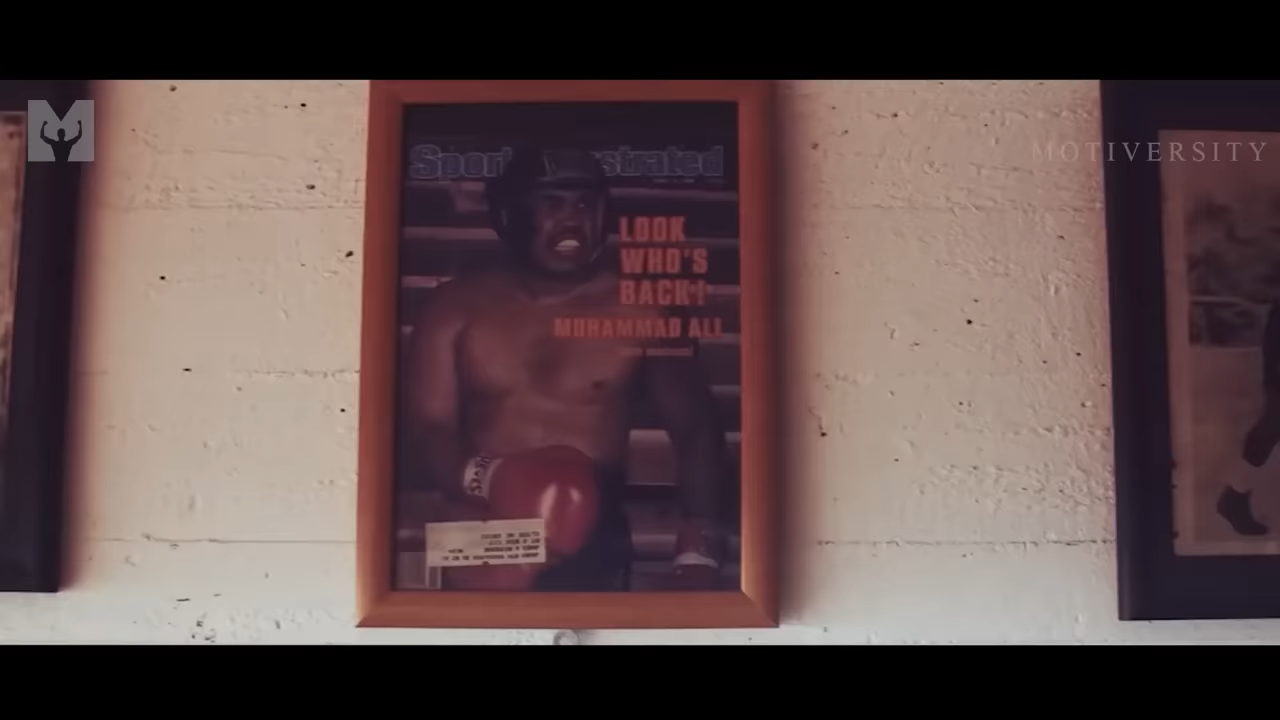 MOTIVERSITY
Sports Illustrated
LOOK
WHO'S
BACK!
MUHAMMAD ALI